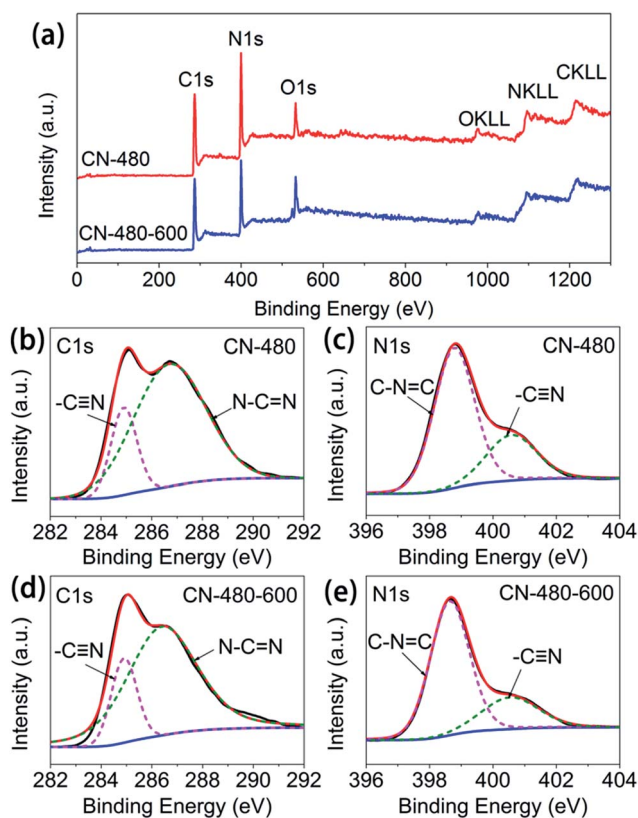 (a)
C1s
N1s
O1s
OKLL
NKLL
CKLL
CN-480
CN-480-600
Intensity (a.u.)
0 200 400 600 800 1000 1200
Binding Energy (eV)
(b)
C1s
CN-480
-C≡N
N-C=N
Intensity (a.u.)
282 284 286 288 290 292
Binding Energy (eV)
(c)
N1s
CN-480
C-N=C
-C≡N
Intensity (a.u.)
396 398 400 402 404
Binding Energy (eV)
(d)
C1s
CN-480-600
-C≡N
N-C=N
Intensity (a.u.)
282 284 286 288 290 292
Binding Energy (eV)
(e)
N1s
CN-480-600
C-N=C
-C≡N
Intensity (a.u.)
396 398 400 402 404
Binding Energy (eV)